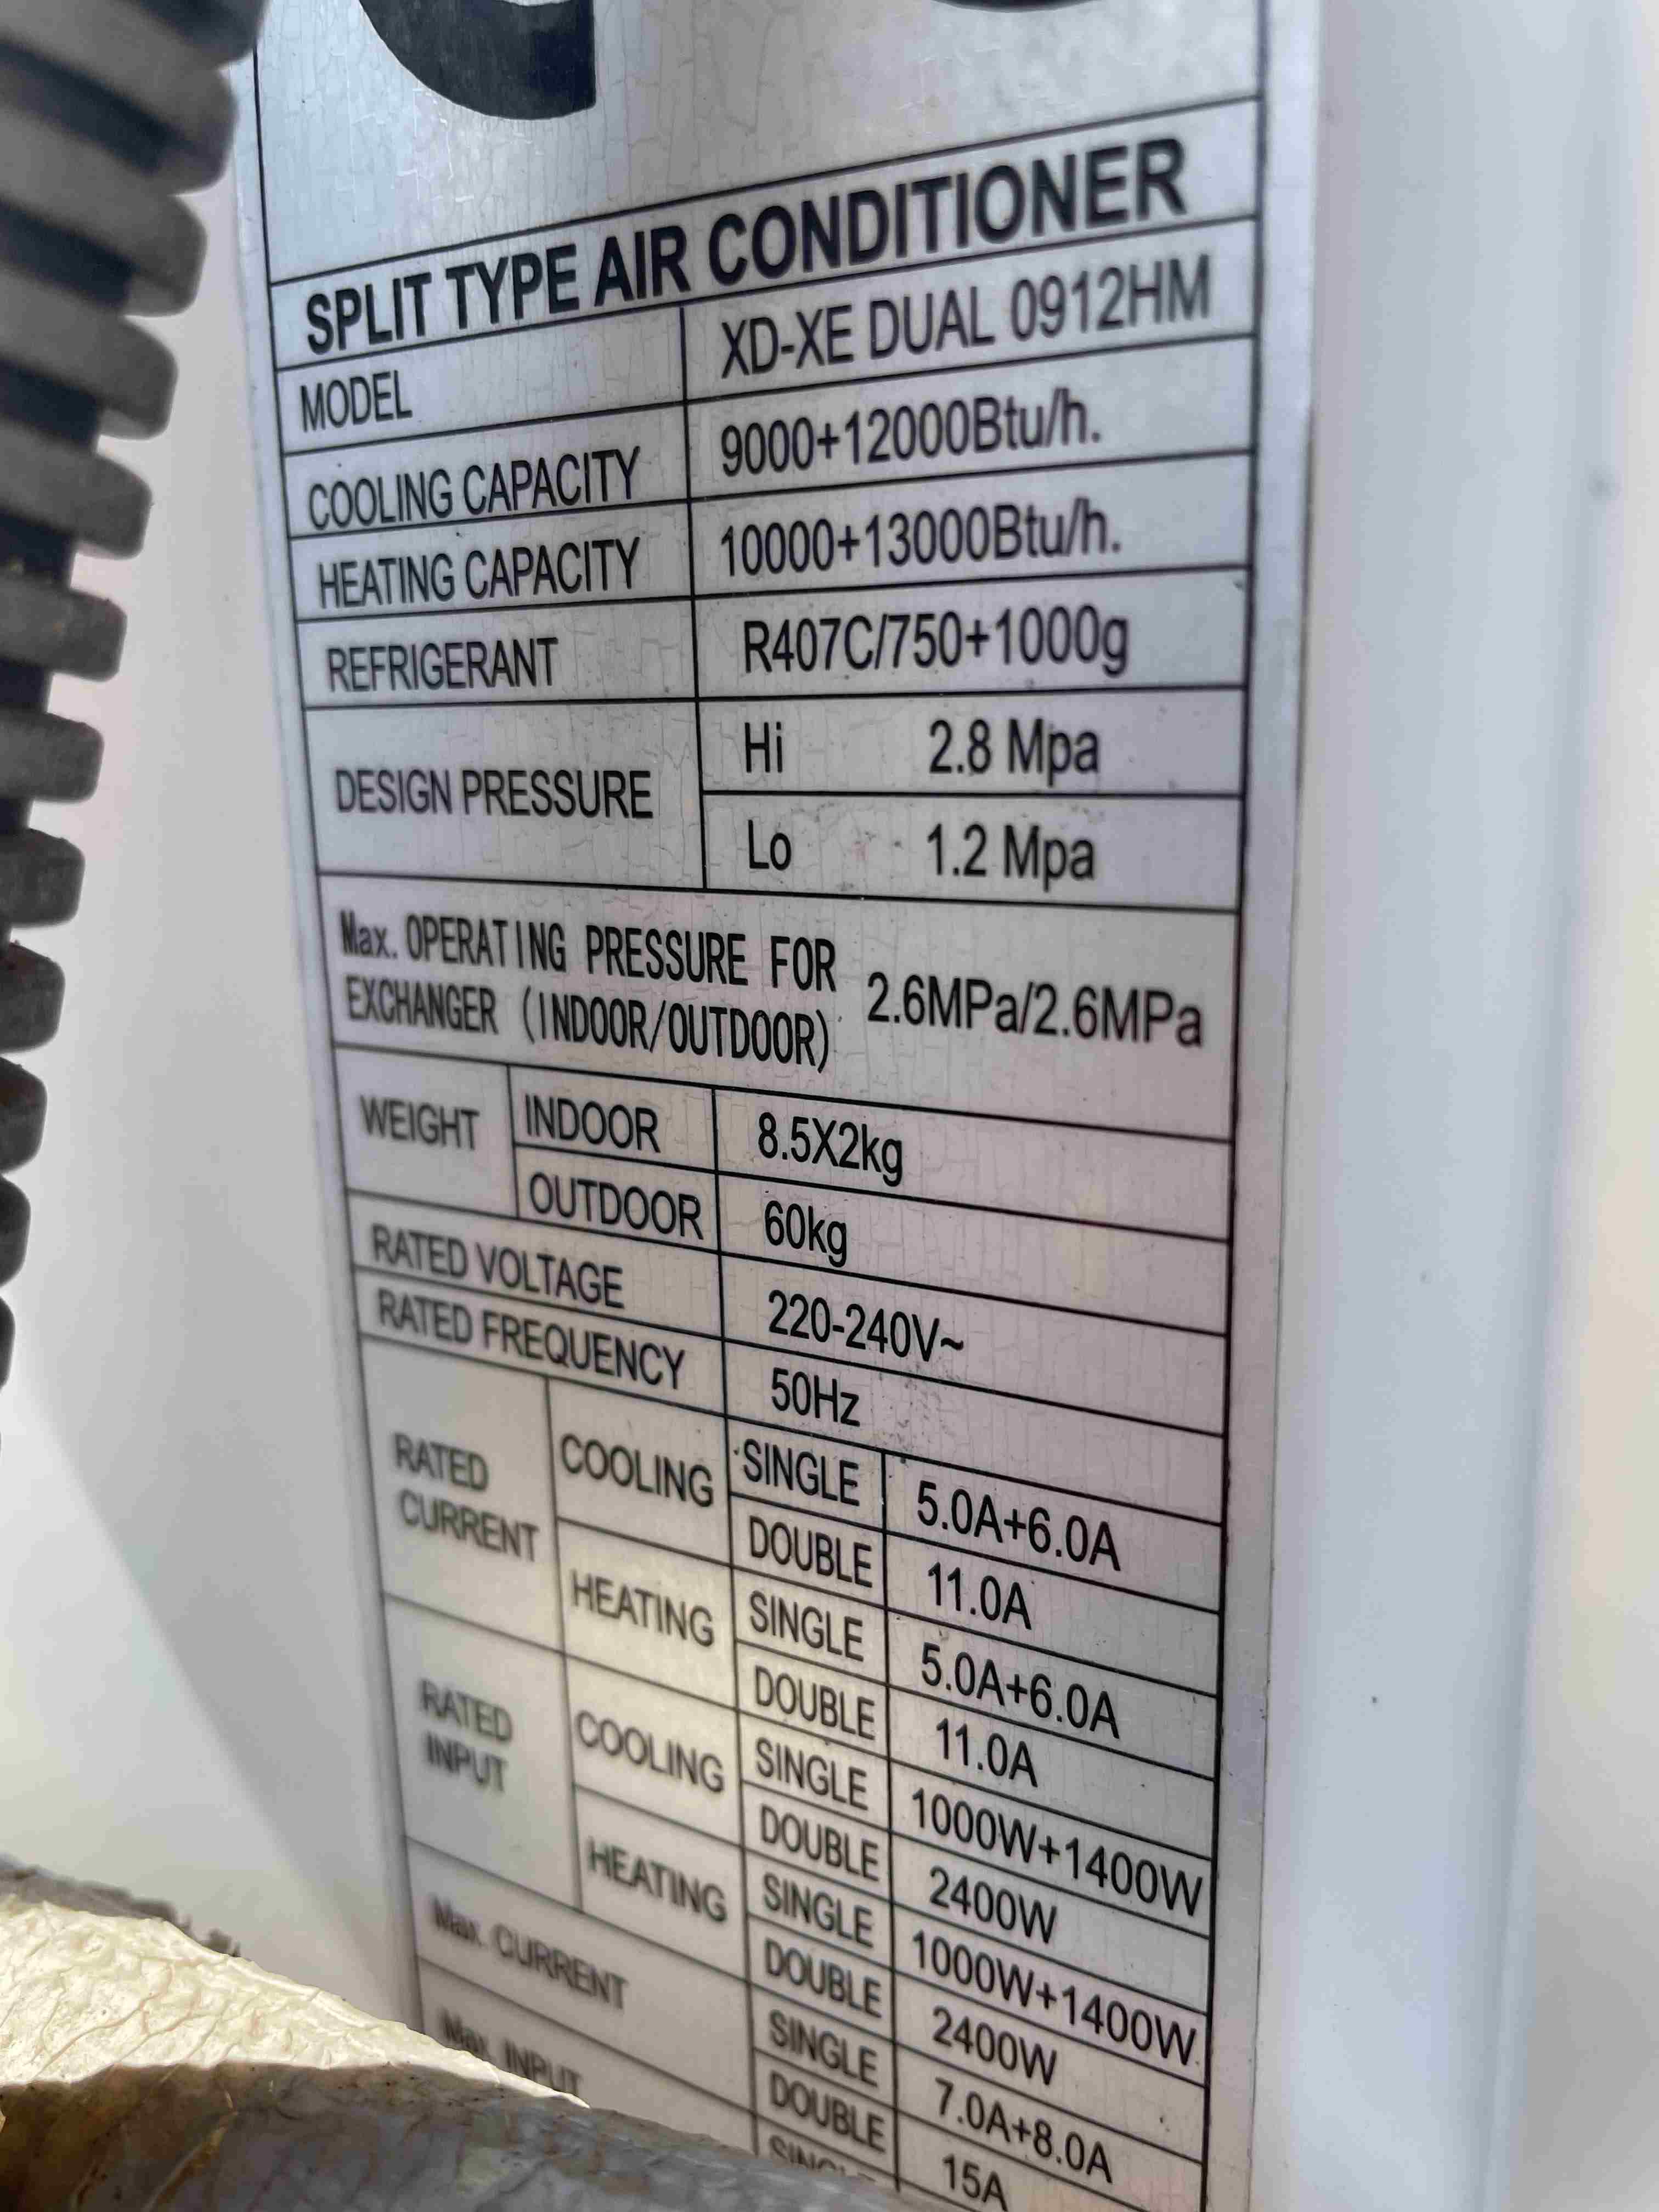 SPLIT TYPE AIR CONDITIONER
MODEL XD-XE DUAL 0912HM
COOLING CAPACITY 9000+12000Btu/h.
HEATING CAPACITY 10000+13000Btu/h.
REFRIGERANT R407C/750+1000g
DESIGN PRESSURE Hi 2.8 Mpa
Lo 1.2 Mpa
Max. OPERATING PRESSURE FOR
EXCHANGER (INDOOR/OUTDOOR) 2.6MPa/2.6MPa
WEIGHT INDOOR 8.5X2kg
OUTDOOR 60kg
RATED VOLTAGE 220-240V~
RATED FREQUENCY 50Hz
RATED CURRENT COOLING SINGLE 5.0A+6.0A
DOUBLE 11.0A
HEATING SINGLE 5.0A+6.0A
DOUBLE 11.0A
RATED INPUT COOLING SINGLE 1000W+1400W
DOUBLE 2400W
HEATING SINGLE 1000W+1400W
DOUBLE 2400W
Max. CURRENT SINGLE 7.0A+8.0A
DOUBLE 15A
Max. INPUT SINGLE